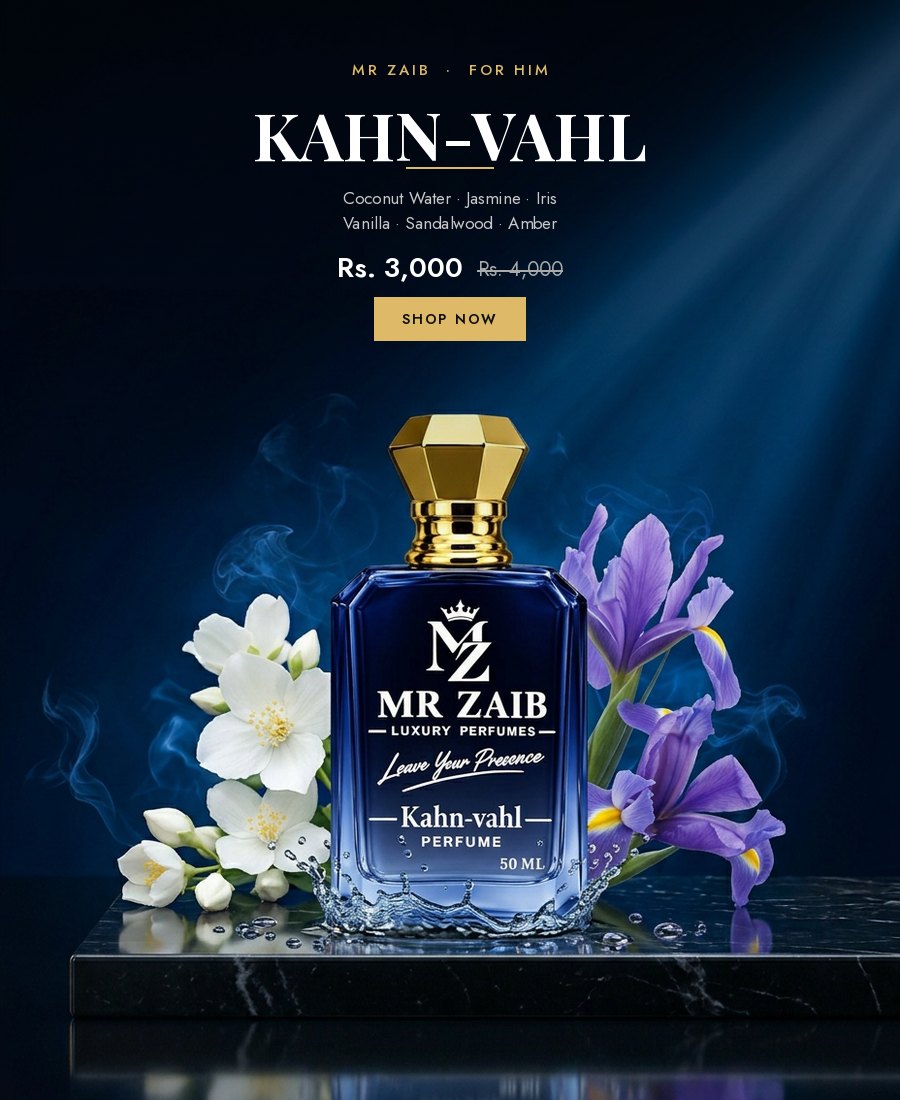 MR ZAIB · FOR HIM
KAHN–VAHL
Coconut Water · Jasmine · Iris
Vanilla · Sandalwood · Amber
Rs. 3,000 Rs. 4,000
SHOP NOW
MZ
MR ZAIB
LUXURY PERFUMES
Leave Your Presence
Kahn-vahl
PERFUME
50 ML